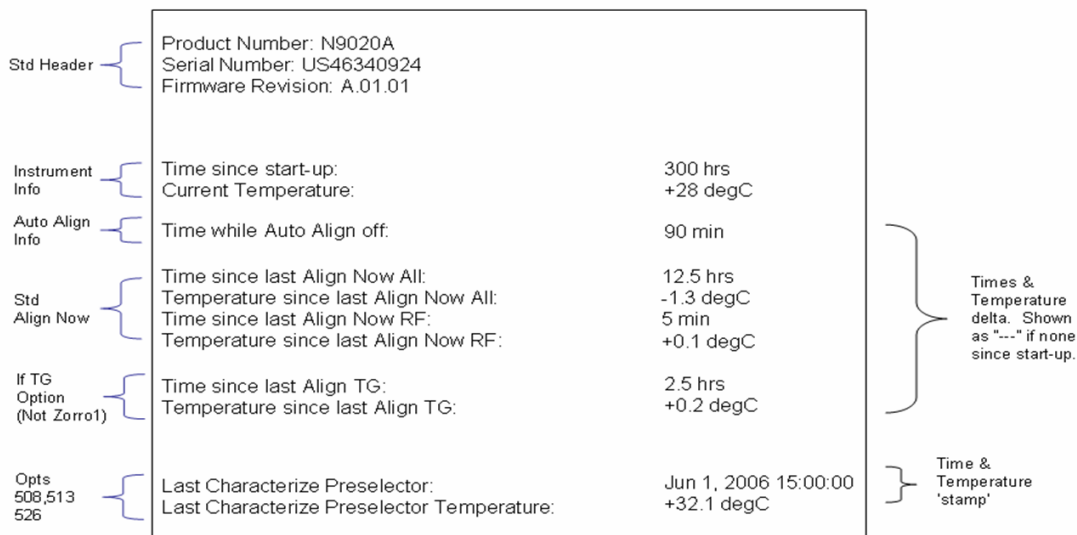 Std Header
Product Number: N9020A
Serial Number: US46340924
Firmware Revision: A.01.01
Instrument
Info
Time since start-up: 300 hrs
Current Temperature: +28 degC
Auto Align
Info
Time while Auto Align off: 90 min
Std
Align Now
Time since last Align Now All: 12.5 hrs
Temperature since last Align Now All: -1.3 degC
Time since last Align Now RF: 5 min
Temperature since last Align Now RF: +0.1 degC
Times &
Temperature
delta. Shown
as "---" if none
since start-up.
If TG
Option
(Not Zorro1)
Time since last Align TG: 2.5 hrs
Temperature since last Align TG: +0.2 degC
Opts
508,513
526
Last Characterize Preselector: Jun 1, 2006 15:00:00
Last Characterize Preselector Temperature: +32.1 degC
Time &
Temperature
'stamp'